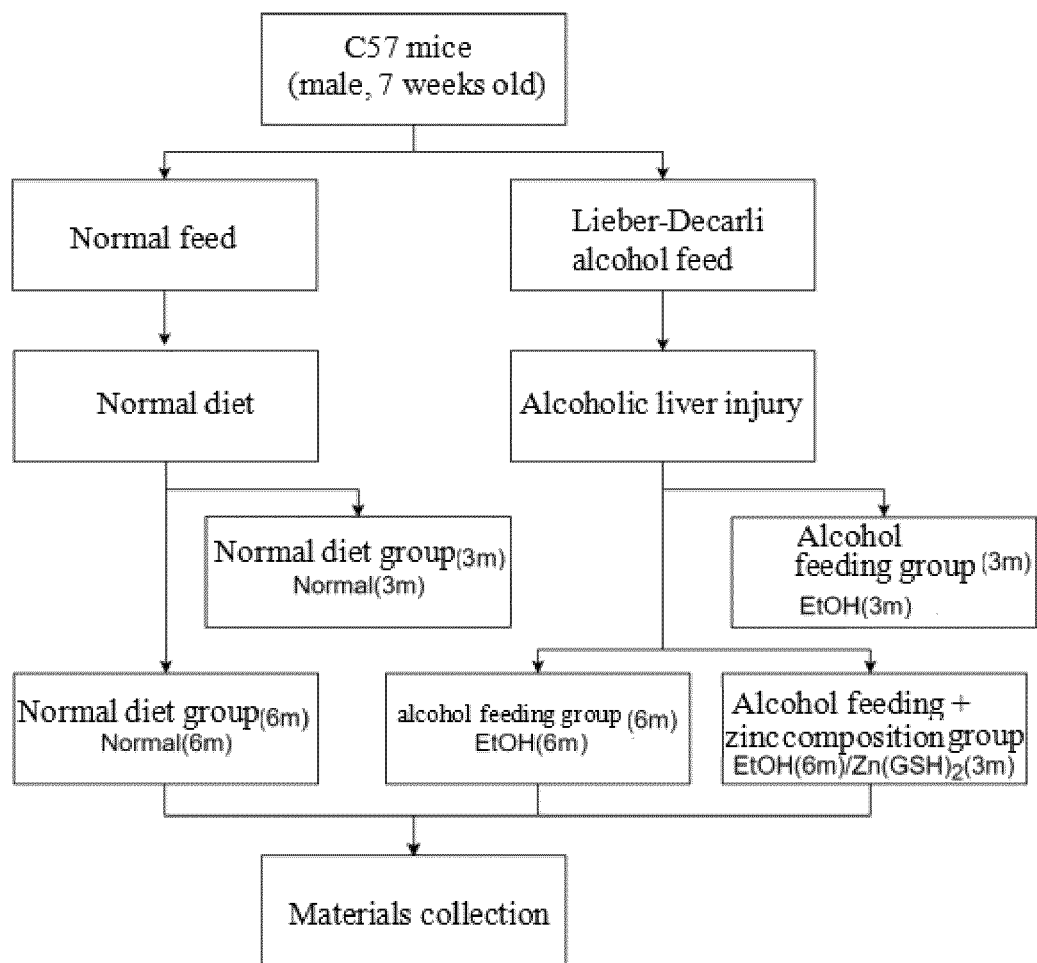 C57 mice
(male, 7 weeks old)
Normal feed
Lieber-Decarli
alcohol feed
Normal diet
Alcoholic liver injury
Normal diet group(3m)
Normal(3m)
Alcohol
feeding group (3m)
EtOH(3m)
Normal diet group(6m)
Normal(6m)
alcohol feeding group (6m)
EtOH(6m)
Alcohol feeding +
zinc composition group
EtOH(6m)/Zn(GSH)2(3m)
Materials collection